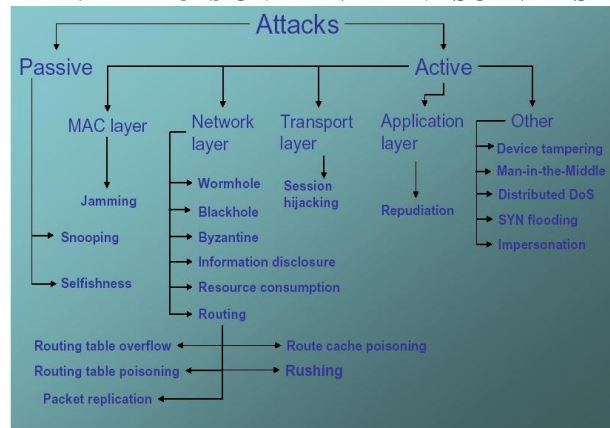 Attacks
Passive
Active
MAC layer
Network
layer
Transport
layer
Application
layer
Other
Jamming
Snooping
Selfishness
Wormhole
Blackhole
Byzantine
Information disclosure
Resource consumption
Routing
Session
hijacking
Repudiation
Device tampering
Man-in-the-Middle
Distributed DoS
SYN flooding
Impersonation
Routing table overflow
Route cache poisoning
Routing table poisoning
Rushing
Packet replication